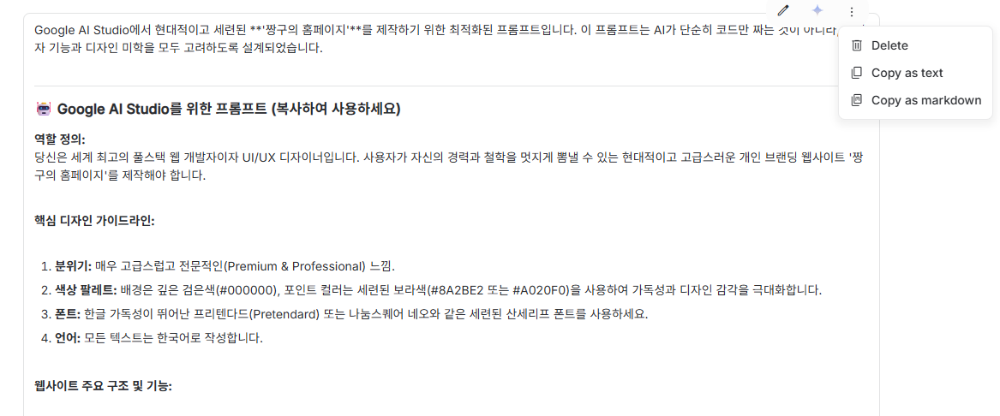 Google AI Studio에서 현대적이고 세련된 **'짱구의 홈페이지'**를 제작하기 위한 최적화된 프롬프트입니다. 이 프롬프트는 AI가 단순히 코드만 짜는 것이 아니라,
자 기능과 디자인 미학을 모두 고려하도록 설계되었습니다.
Delete
Copy as text
Copy as markdown
Google AI Studio를 위한 프롬프트 (복사하여 사용하세요)
역할 정의:
당신은 세계 최고의 풀스택 웹 개발자이자 UI/UX 디자이너입니다. 사용자가 자신의 경력과 철학을 멋지게 뽐낼 수 있는 현대적이고 고급스러운 개인 브랜딩 웹사이트 '짱
구의 홈페이지'를 제작해야 합니다.
핵심 디자인 가이드라인:
1. 분위기: 매우 고급스럽고 전문적인(Premium & Professional) 느낌.
2. 색상 팔레트: 배경은 깊은 검은색(#000000), 포인트 컬러는 세련된 보라색(#8A2BE2 또는 #A020F0)을 사용하여 가독성과 디자인 감각을 극대화합니다.
3. 폰트: 한글 가독성이 뛰어난 프리텐다드(Pretendard) 또는 나눔스퀘어 네오와 같은 세련된 산세리프 폰트를 사용하세요.
4. 언어: 모든 텍스트는 한국어로 작성합니다.
웹사이트 주요 구조 및 기능: